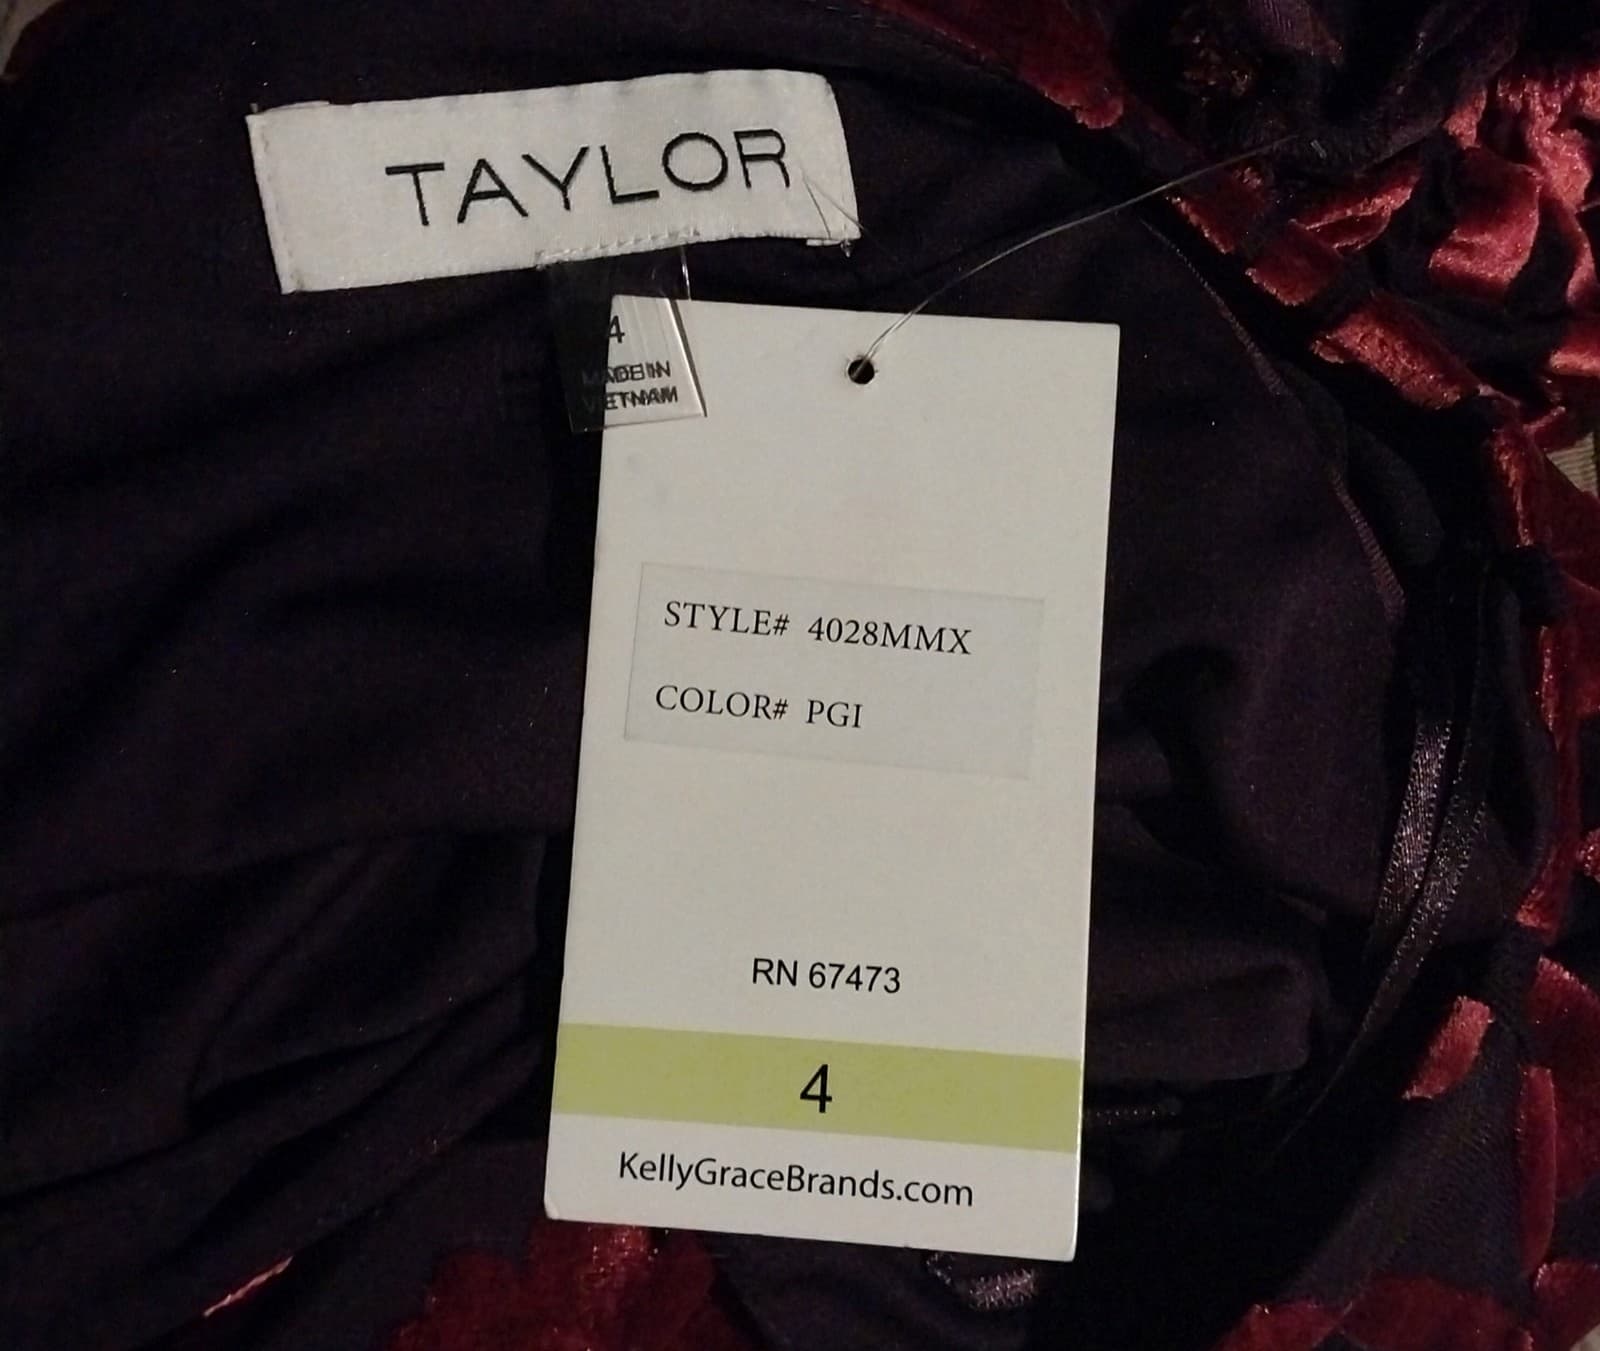 TAYLOR
4
MADE IN
VIETNAM
STYLE# 4028MMX
COLOR# PGI
RN 67473
4
KellyGraceBrands.com